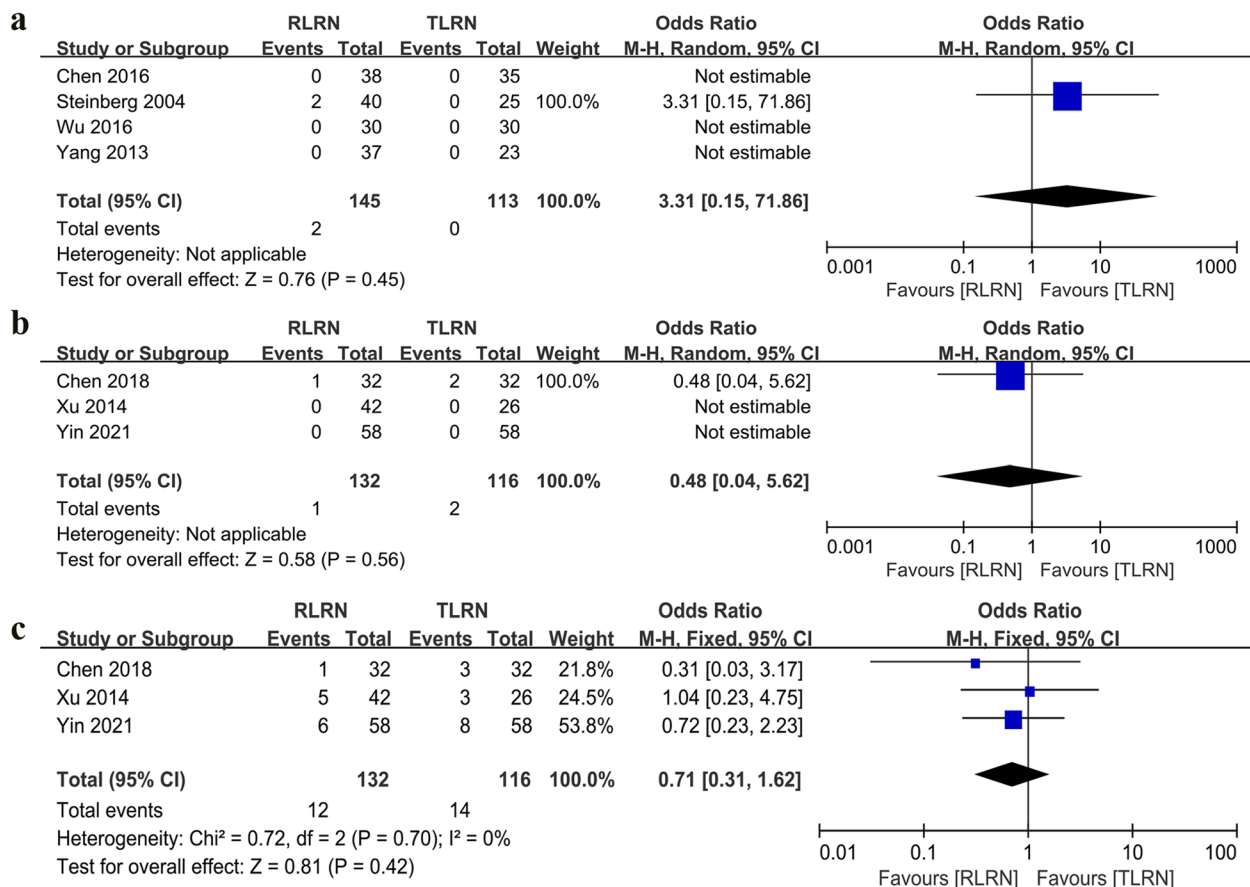 a
RLRN TLRN Odds Ratio Odds Ratio
Study or Subgroup Events Total Events Total Weight M-H, Random, 95% CI M-H, Random, 95% CI
Chen 2016 0 38 0 35 Not estimable
Steinberg 2004 2 40 0 25 100.0% 3.31 [0.15, 71.86]
Wu 2016 0 30 0 30 Not estimable
Yang 2013 0 37 0 23 Not estimable
Total (95% CI) 145 113 100.0% 3.31 [0.15, 71.86]
Total events 2 0
Heterogeneity: Not applicable
Test for overall effect: Z = 0.76 (P = 0.45)
0.001 0.1 1 10 1000
Favours [RLRN] Favours [TLRN]
b
RLRN TLRN Odds Ratio Odds Ratio
Study or Subgroup Events Total Events Total Weight M-H, Random, 95% CI M-H, Random, 95% CI
Chen 2018 1 32 2 32 100.0% 0.48 [0.04, 5.62]
Xu 2014 0 42 0 26 Not estimable
Yin 2021 0 58 0 58 Not estimable
Total (95% CI) 132 116 100.0% 0.48 [0.04, 5.62]
Total events 1 2
Heterogeneity: Not applicable
Test for overall effect: Z = 0.58 (P = 0.56)
0.001 0.1 1 10 1000
Favours [RLRN] Favours [TLRN]
c
RLRN TLRN Odds Ratio Odds Ratio
Study or Subgroup Events Total Events Total Weight M-H, Fixed, 95% CI M-H, Fixed, 95% CI
Chen 2018 1 32 3 32 21.8% 0.31 [0.03, 3.17]
Xu 2014 5 42 3 26 24.5% 1.04 [0.23, 4.75]
Yin 2021 6 58 8 58 53.8% 0.72 [0.23, 2.23]
Total (95% CI) 132 116 100.0% 0.71 [0.31, 1.62]
Total events 12 14
Heterogeneity: Chi² = 0.72, df = 2 (P = 0.70); I² = 0%
Test for overall effect: Z = 0.81 (P = 0.42)
0.01 0.1 1 10 100
Favours [RLRN] Favours [TLRN]